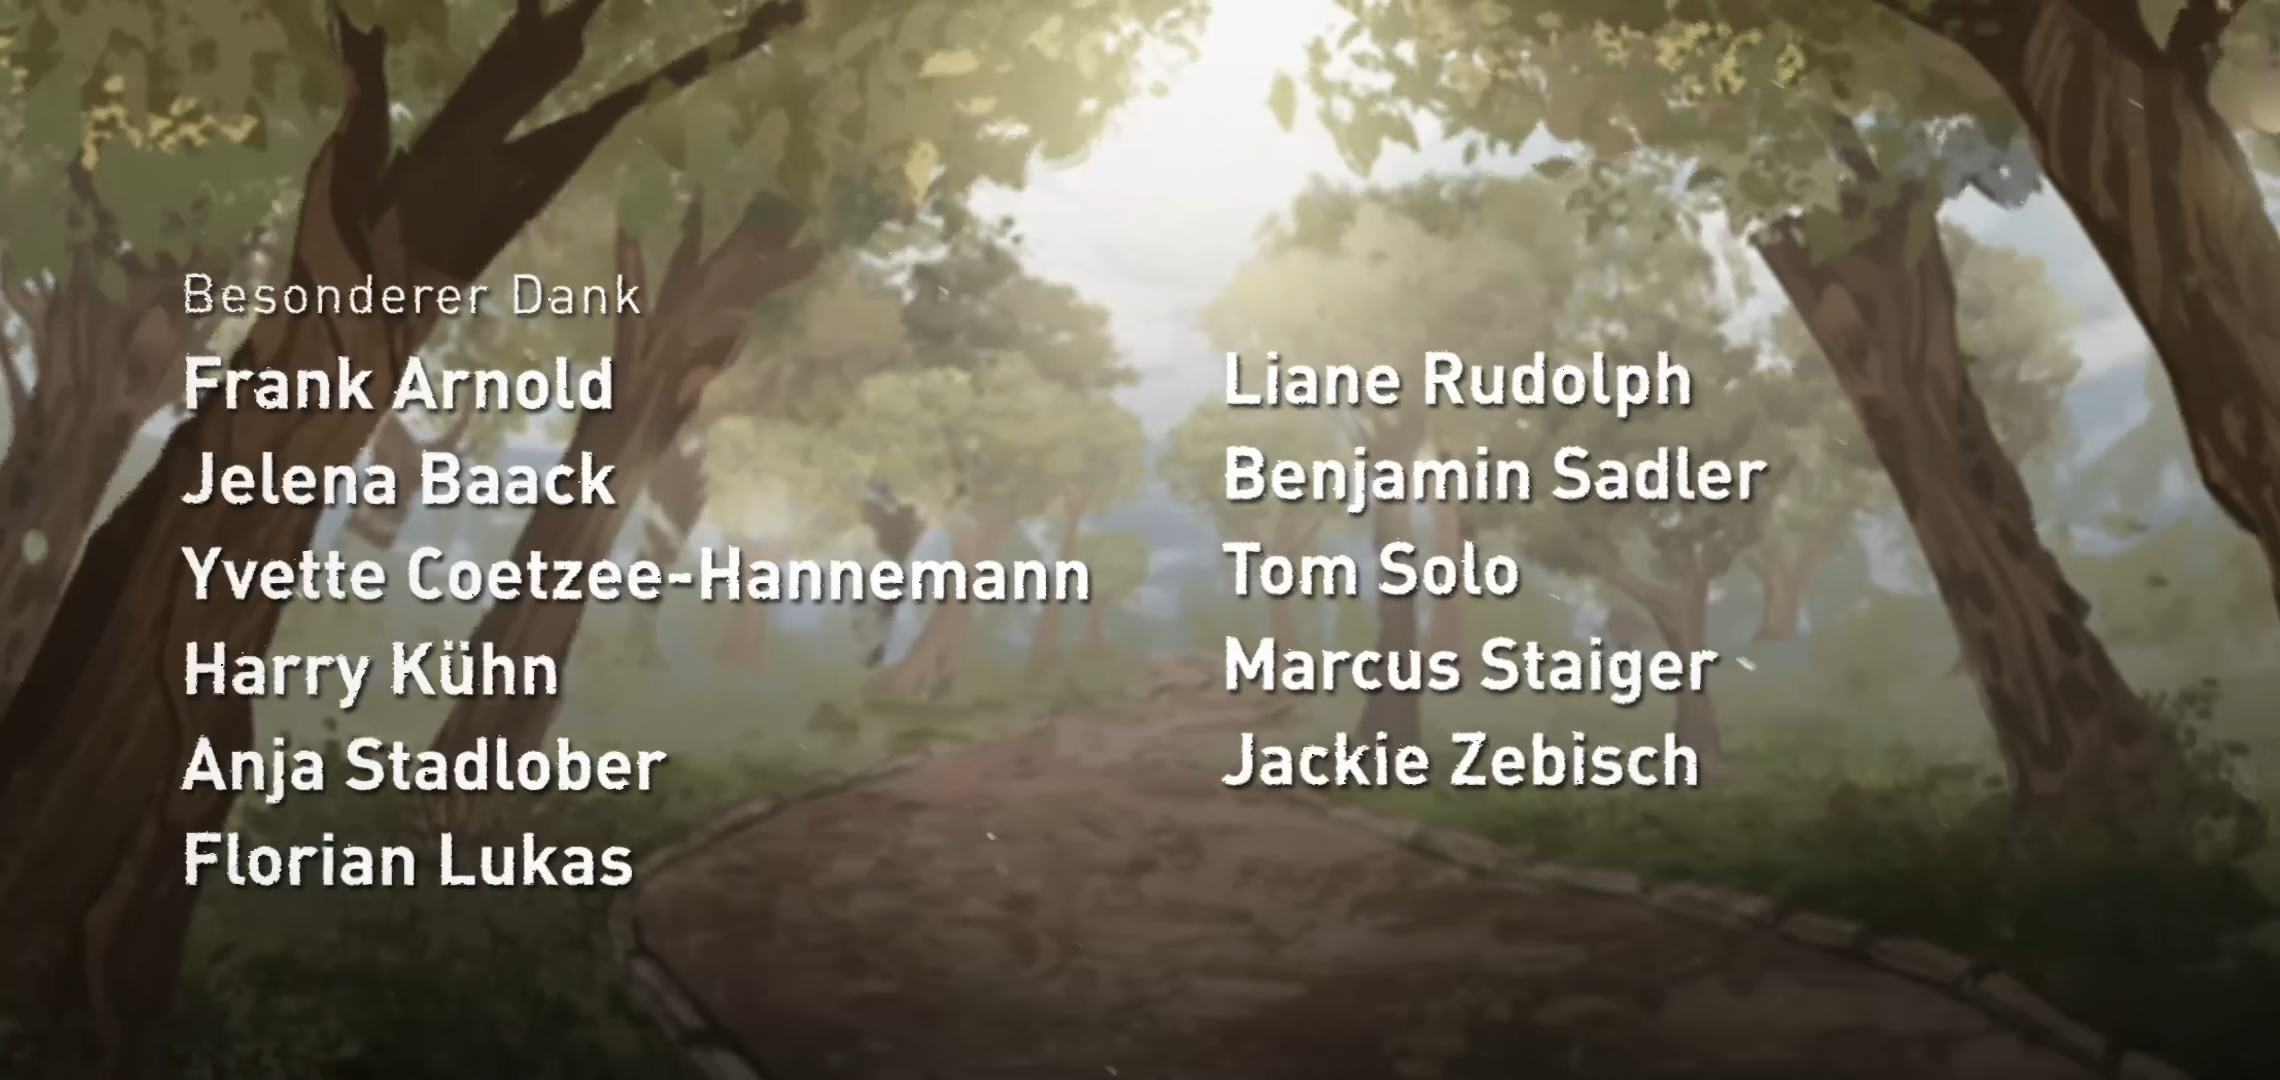 Besonderer Dank
Frank Arnold
Jelena Baack
Yvette Coetzee-Hannemann
Harry Kühn
Anja Stadlober
Florian Lukas
Liane Rudolph
Benjamin Sadler
Tom Solo
Marcus Staiger
Jackie Zebisch